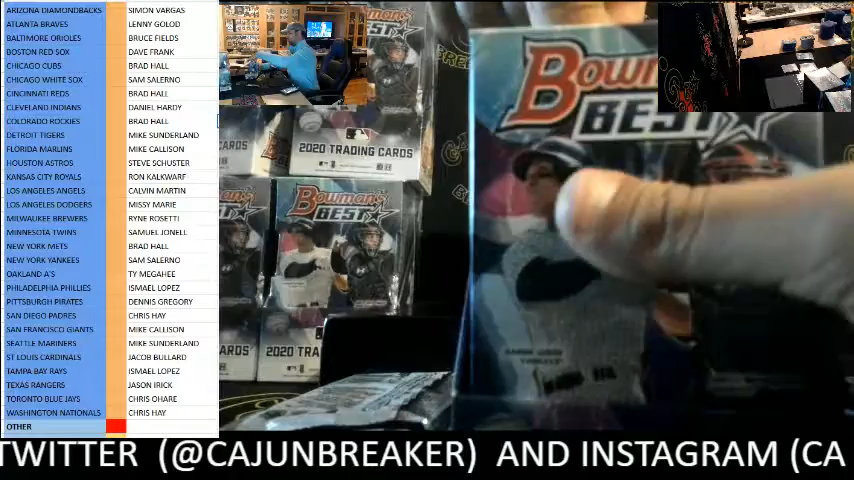 ARIZONA DIAMONDBACKS SIMON VARGAS
ATLANTA BRAVES LENNY GOLOD
BALTIMORE ORIOLES BRUCE FIELDS
BOSTON RED SOX DAVE FRANK
CHICAGO CUBS BRAD HALL
CHICAGO WHITE SOX SAM SALERNO
CINCINNATI REDS BRAD HALL
CLEVELAND INDIANS DANIEL HARDY
COLORADO ROCKIES BRAD HALL
DETROIT TIGERS MIKE SUNDERLAND
FLORIDA MARLINS MIKE CALLISON
HOUSTON ASTROS STEVE SCHUSTER
KANSAS CITY ROYALS RON KALKWARF
LOS ANGELES ANGELS CALVIN MARTIN
LOS ANGELES DODGERS MISSY MARIE
MILWAUKEE BREWERS RYNE ROSETTI
MINNESOTA TWINS SAMUEL JONELL
NEW YORK METS BRAD HALL
NEW YORK YANKEES SAM SALERNO
OAKLAND A'S TY MEGAHEE
PHILADELPHIA PHILLIES ISMAEL LOPEZ
PITTSBURGH PIRATES DENNIS GREGORY
SAN DIEGO PADRES CHRIS HAY
SAN FRANCISCO GIANTS MIKE CALLISON
SEATTLE MARINERS MIKE SUNDERLAND
ST LOUIS CARDINALS JACOB BULLARD
TAMPA BAY RAYS ISMAEL LOPEZ
TEXAS RANGERS JASON IRICK
TORONTO BLUE JAYS CHRIS OHARE
WASHINGTON NATIONALS CHRIS HAY
OTHER
BEST
CARDS
2020 TRADING CARDS
Bowman's
BEST
ARDS
2020 TRA
Bowm
BEST
TWITTER (@CAJUNBREAKER) AND INSTAGRAM (CA